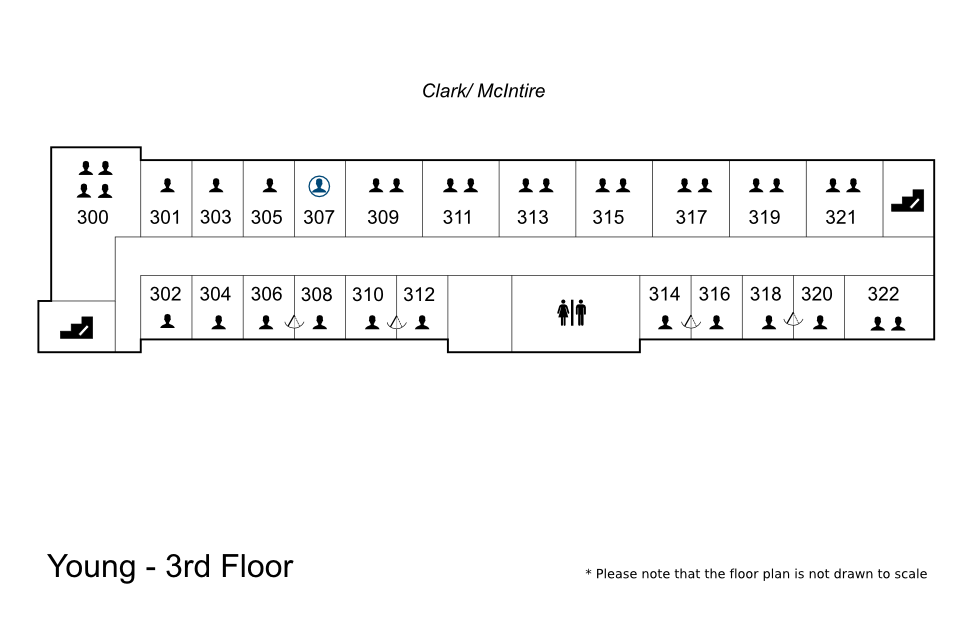 Clark/ McIntire
300
301 303 305 307 309 311 313 315 317 319 321
302 304 306 308 310 312 314 316 318 320 322
Young - 3rd Floor
* Please note that the floor plan is not drawn to scale